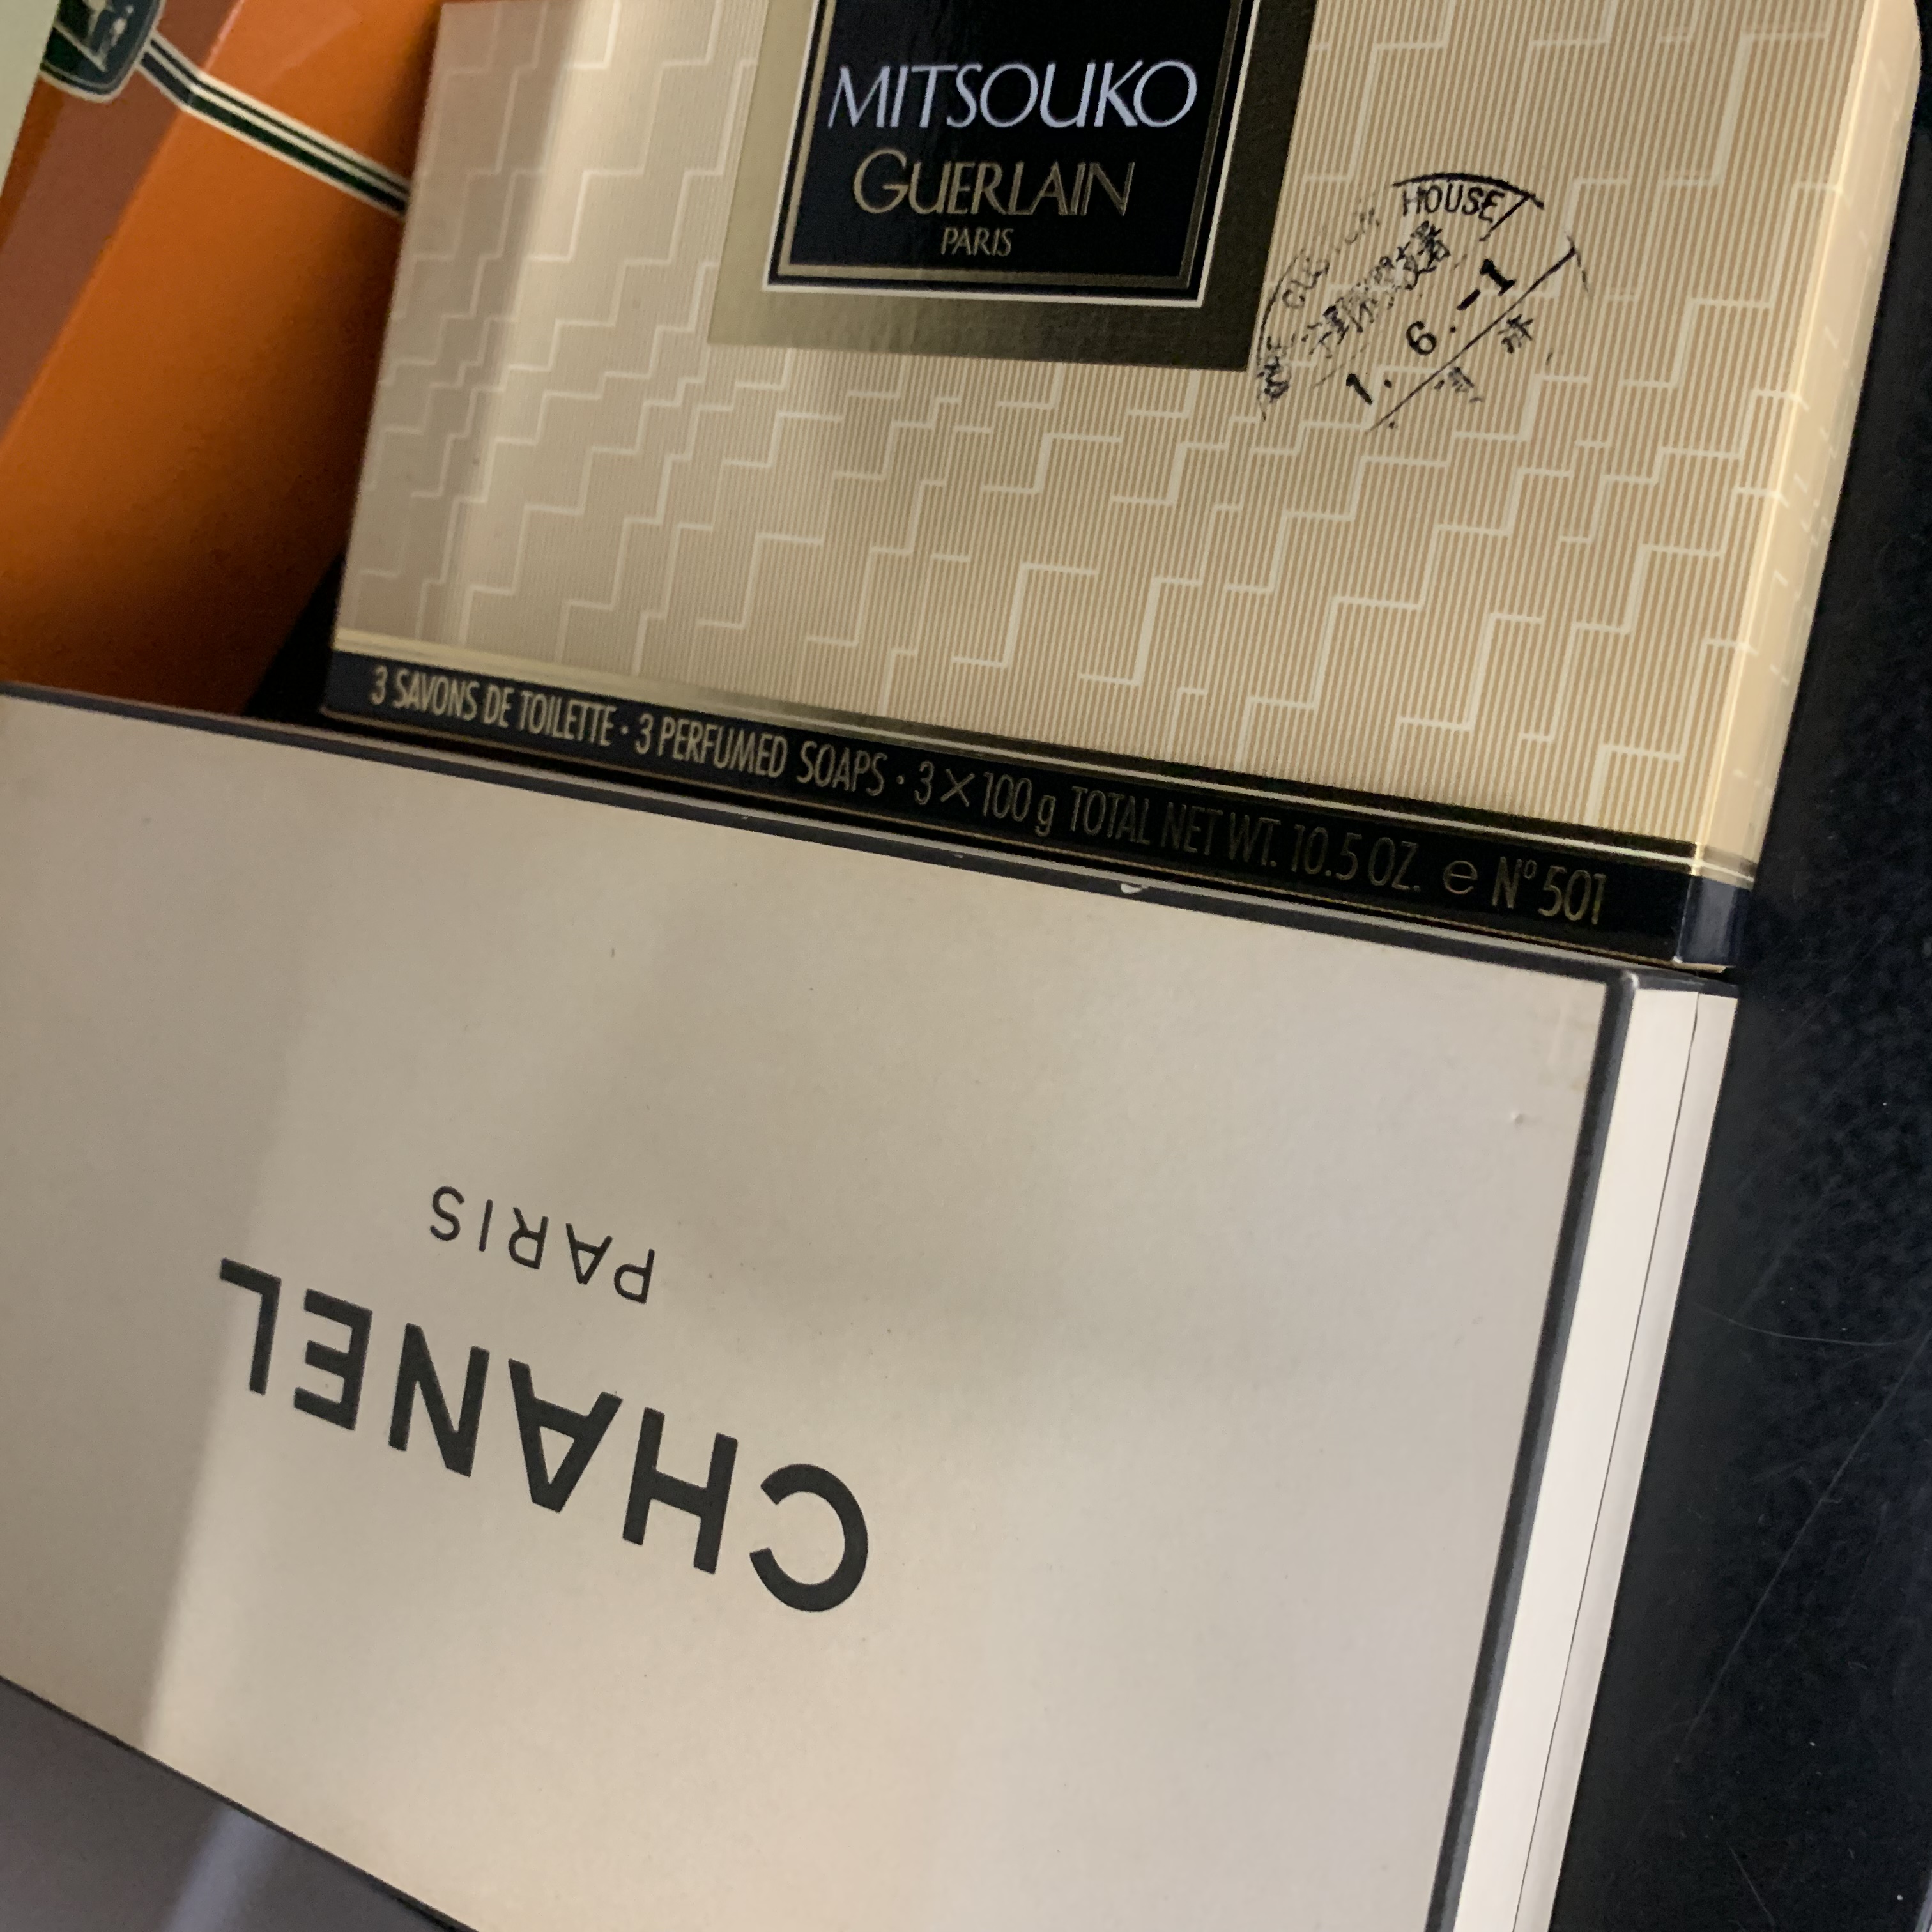 MITSOUKO
GUERLAIN
PARIS
HOUSE
1. 6. -1
3 SAVONS DE TOILETTE · 3 PERFUMED SOAPS · 3 × 100 g TOTAL NET WT. 10.5 OZ. ℮ Nº 501
CHANEL
PARIS